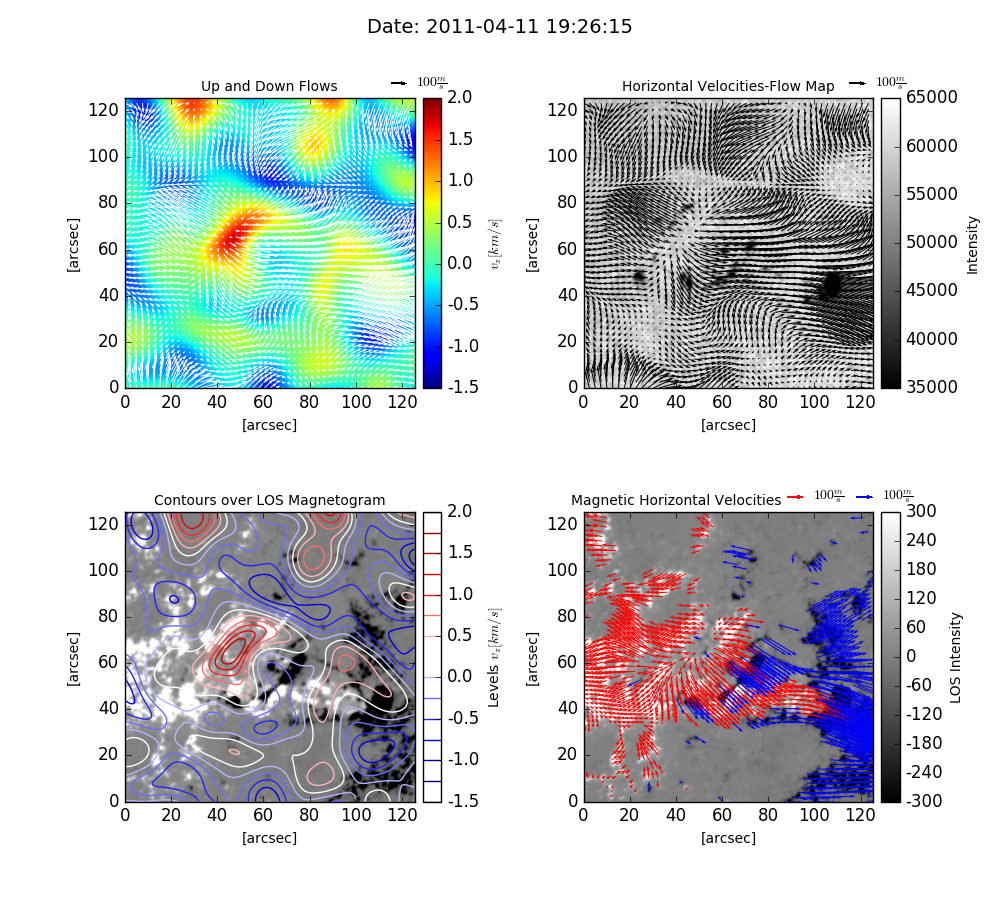 Date: 2011-04-11 19:26:15
Up and Down Flows
100 m/s
120
100
80
60
40
20
0
[arcsec]
0 20 40 60 80 100 120
[arcsec]
2.0
1.5
1.0
0.5
0.0
-0.5
-1.0
-1.5
v_z[km/s]
Horizontal Velocities-Flow Map
100 m/s
120
100
80
60
40
20
0
[arcsec]
0 20 40 60 80 100 120
[arcsec]
65000
60000
55000
50000
45000
40000
35000
Intensity
Contours over LOS Magnetogram
120
100
80
60
40
20
0
[arcsec]
0 20 40 60 80 100 120
[arcsec]
2.0
1.5
1.0
0.5
0.0
-0.5
-1.0
-1.5
Levels v_z[km/s]
Magnetic Horizontal Velocities
100 m/s
100 m/s
120
100
80
60
40
20
0
[arcsec]
0 20 40 60 80 100 120
[arcsec]
300
240
180
120
60
0
-60
-120
-180
-240
-300
LOS Intensity